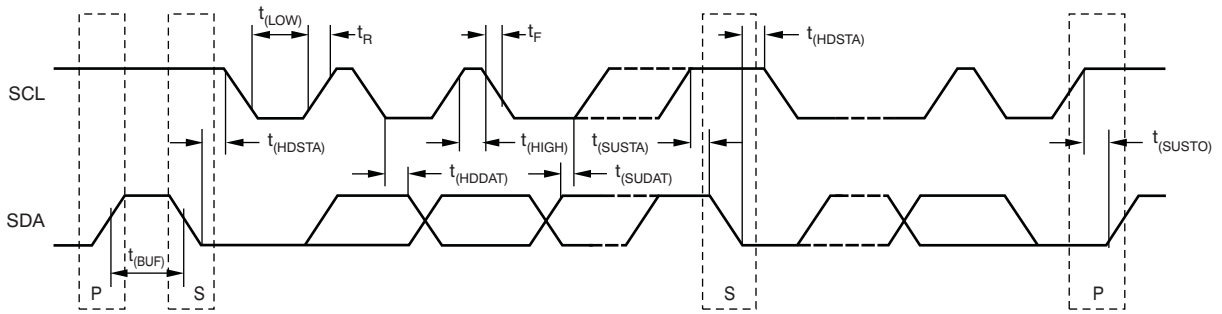 t(LOW)
tR
tF
t(HDSTA)
SCL
t(HDSTA)
t(HIGH)
t(SUSTA)
t(SUSTO)
t(HDDAT)
t(SUDAT)
SDA
t(BUF)
P
S
S
P